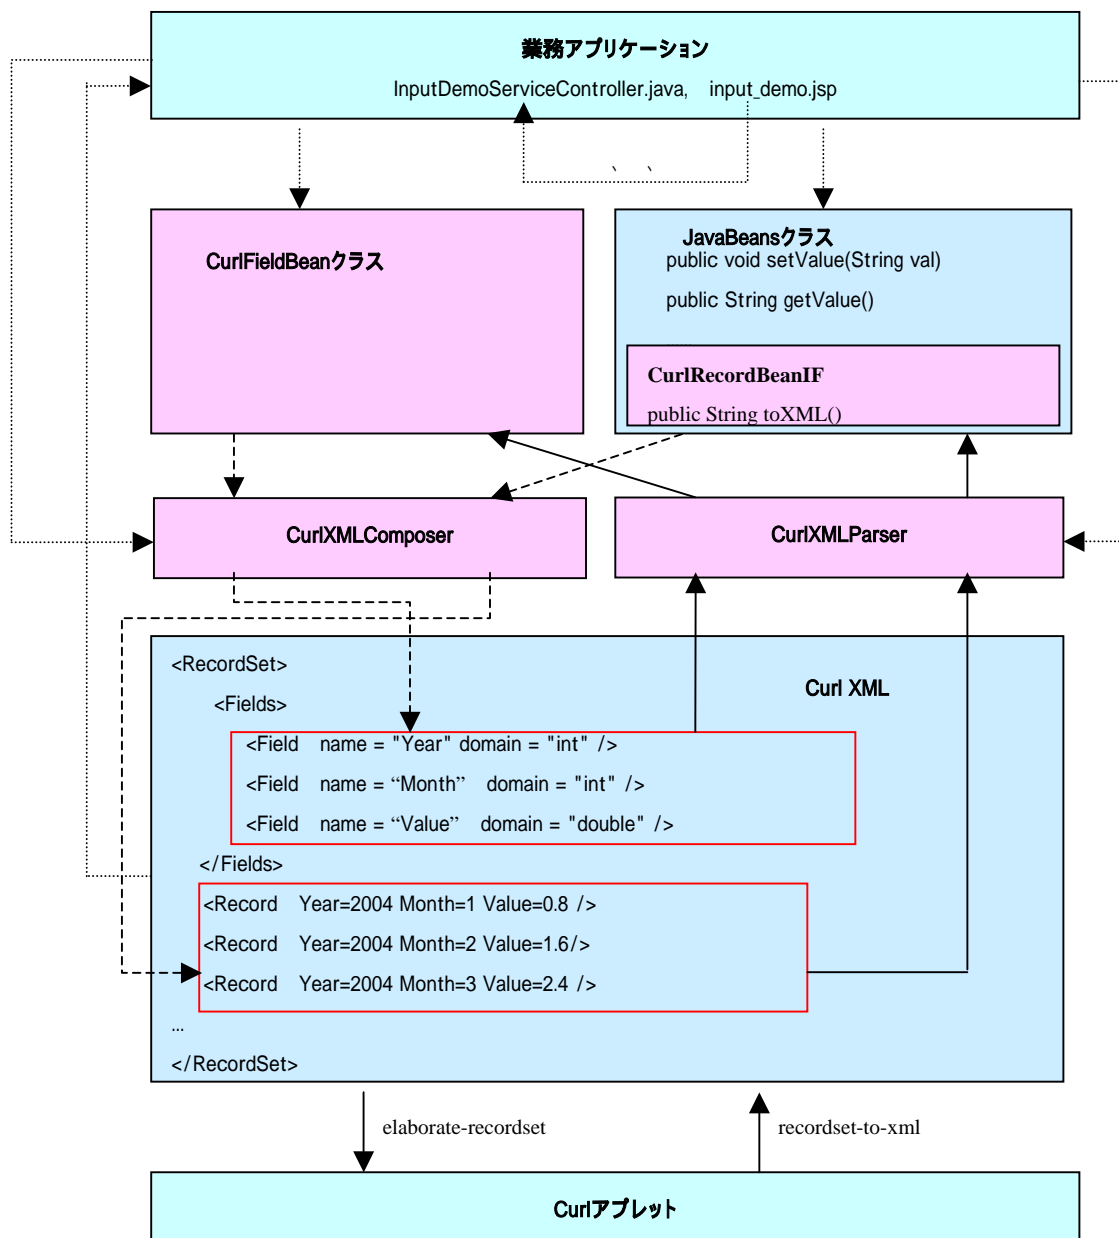 業務アプリケーション
InputDemoServiceController.java,    input_demo.jsp
、 、
CurlFieldBeanクラス
JavaBeansクラス
public void setValue(String val)
public String getValue()
CurlRecordBeanIF
public String toXML()
CurlXMLComposer
CurlXMLParser
Curl XML
<RecordSet>
<Fields>
<Field    name = "Year" domain = "int" />
<Field    name = “Month”    domain = "int" />
<Field    name = “Value”    domain = "double" />
</Fields>
<Record    Year=2004 Month=1 Value=0.8 />
<Record    Year=2004 Month=2 Value=1.6/>
<Record    Year=2004 Month=3 Value=2.4 />
...
</RecordSet>
elaborate-recordset
recordset-to-xml
Curlアプレット